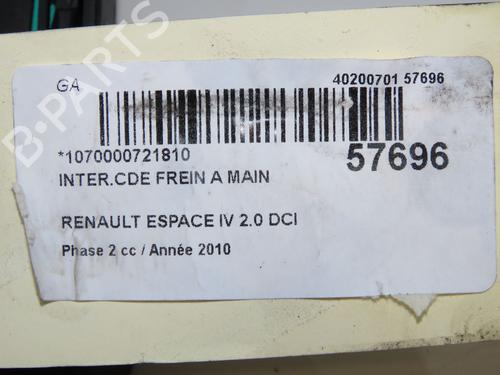 GA
40200701 57696
*1070000721810
57696
INTER.CDE FREIN A MAIN
RENAULT ESPACE IV 2.0 DCI
Phase 2 cc / Année 2010
B-PARTS